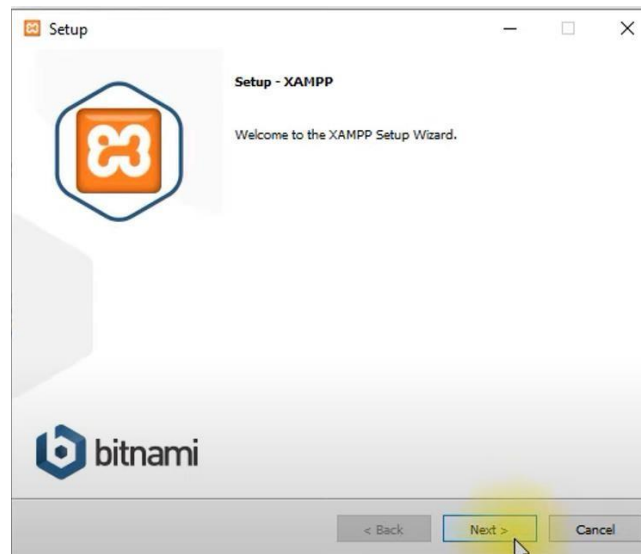 Setup
Setup - XAMPP
Welcome to the XAMPP Setup Wizard.
bitnami
< Back
Next >
Cancel